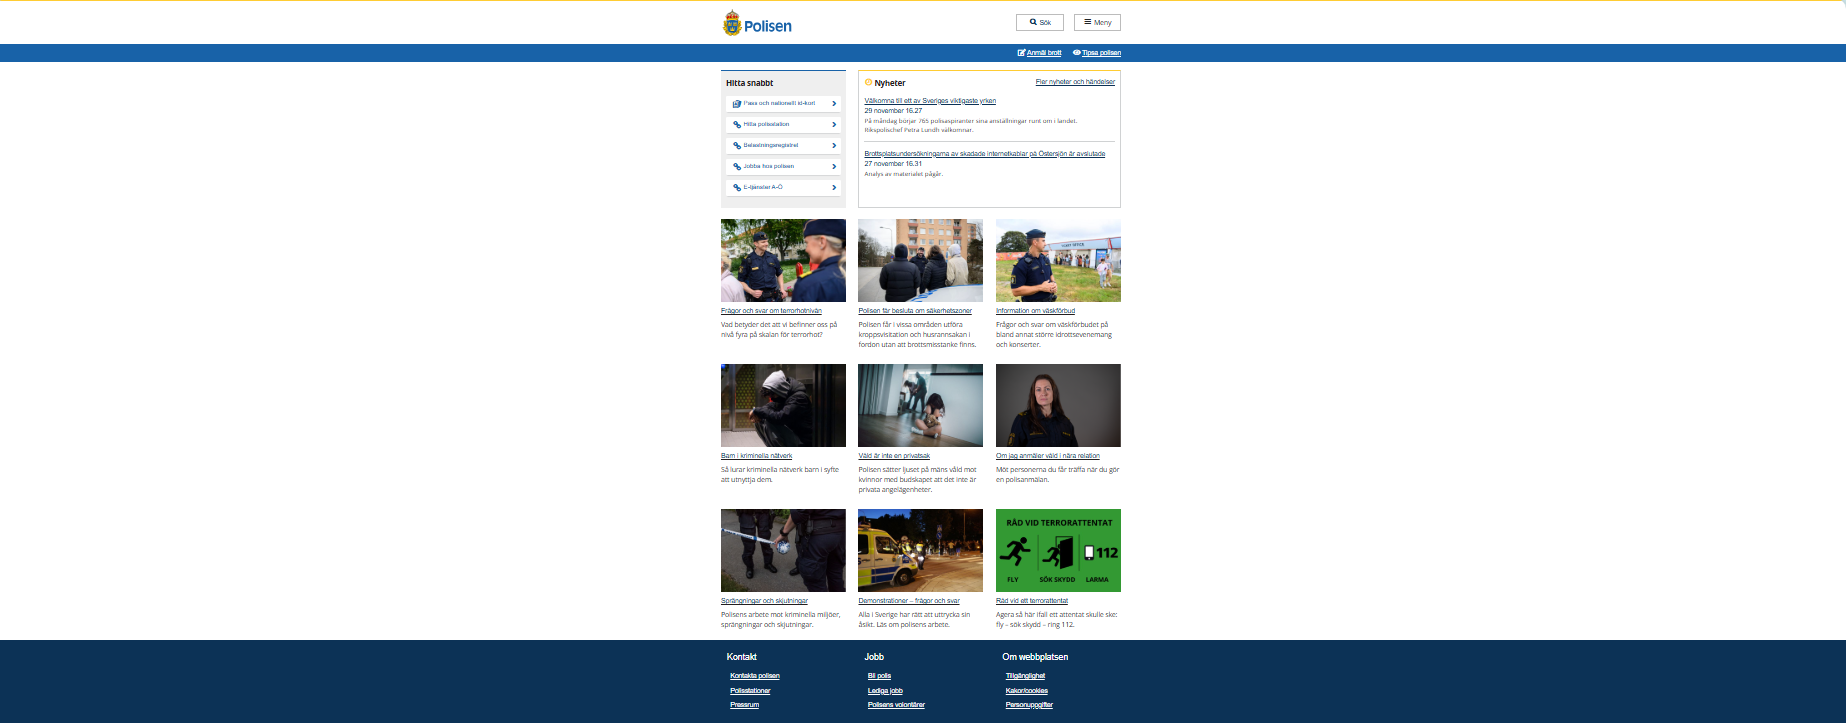 Polisen
Sök
Meny
Anmäl brott
Tipsa polisen
Hitta snabbt
Pass och nationellt id-kort
Hitta polisstation
Belastningsregistret
Jobba hos polisen
E-tjänster A-Ö
Nyheter
Fler nyheter och händelser
Välkomna till ett av Sveriges viktigaste yrken
29 november 16.27
På måndag börjar 765 polisaspiranter sina anställningar runt om i landet.
Rikspolischef Petra Lundh välkomnar.
Brottsplatsundersökningarna av skadade internetkablar på Östersjön är avslutade
27 november 16.31
Analys av materialet pågår.
Frågor och svar om terrorhotnivån
Vad betyder det att vi befinner oss på
nivå fyra på skalan för terrorhot?
Polisen får besluta om säkerhetszoner
Polisen får i vissa områden utföra
kroppsvisitation och husrannsakan i
fordon utan att brottsmisstanke finns.
Information om väskförbud
Frågor och svar om väskförbudet på
bland annat större idrottsevenemang
och konserter.
Barn i kriminella nätverk
Så lurar kriminella nätverk barn i syfte
att utnyttja dem.
Våld är inte en privatsak
Polisen sätter ljuset på mäns våld mot
kvinnor med budskapet att det inte är
privata angelägenheter.
Om jag anmäler våld i nära relation
Möt personerna du får träffa när du gör
en polisanmälan.
Sprängningar och skjutningar
Polisens arbete mot kriminella miljöer,
sprängningar och skjutningar.
Demonstrationer – frågor och svar
Alla i Sverige har rätt att uttrycka sin
åsikt. Läs om polisens arbete.
RÅD VID TERRORATTENTAT
112
FLY
SÖK SKYDD
LARMA
Råd vid ett terrorattentat
Agera så här ifall ett attentat skulle ske:
fly – sök skydd – ring 112.
Kontakt
Kontakta polisen
Polisstationer
Pressrum
Jobb
Bli polis
Lediga jobb
Polisens volontärer
Om webbplatsen
Tillgänglighet
Kakor/cookies
Personuppgifter